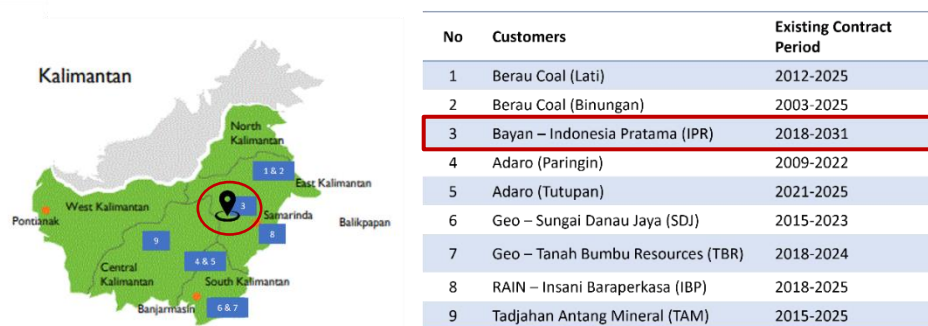 Kalimantan
North
Kalimantan
1 & 2
East Kalimantan
West Kalimantan
3
Samarinda
Pontianak
Balikpapan
8
9
4 & 5
Central
Kalimantan
South Kalimantan
Banjarmasin
6 & 7
No Customers Existing Contract Period
1 Berau Coal (Lati) 2012-2025
2 Berau Coal (Binungan) 2003-2025
3 Bayan – Indonesia Pratama (IPR) 2018-2031
4 Adaro (Paringin) 2009-2022
5 Adaro (Tutupan) 2021-2025
6 Geo – Sungai Danau Jaya (SDJ) 2015-2023
7 Geo – Tanah Bumbu Resources (TBR) 2018-2024
8 RAIN – Insani Baraperkasa (IBP) 2018-2025
9 Tadjahan Antang Mineral (TAM) 2015-2025